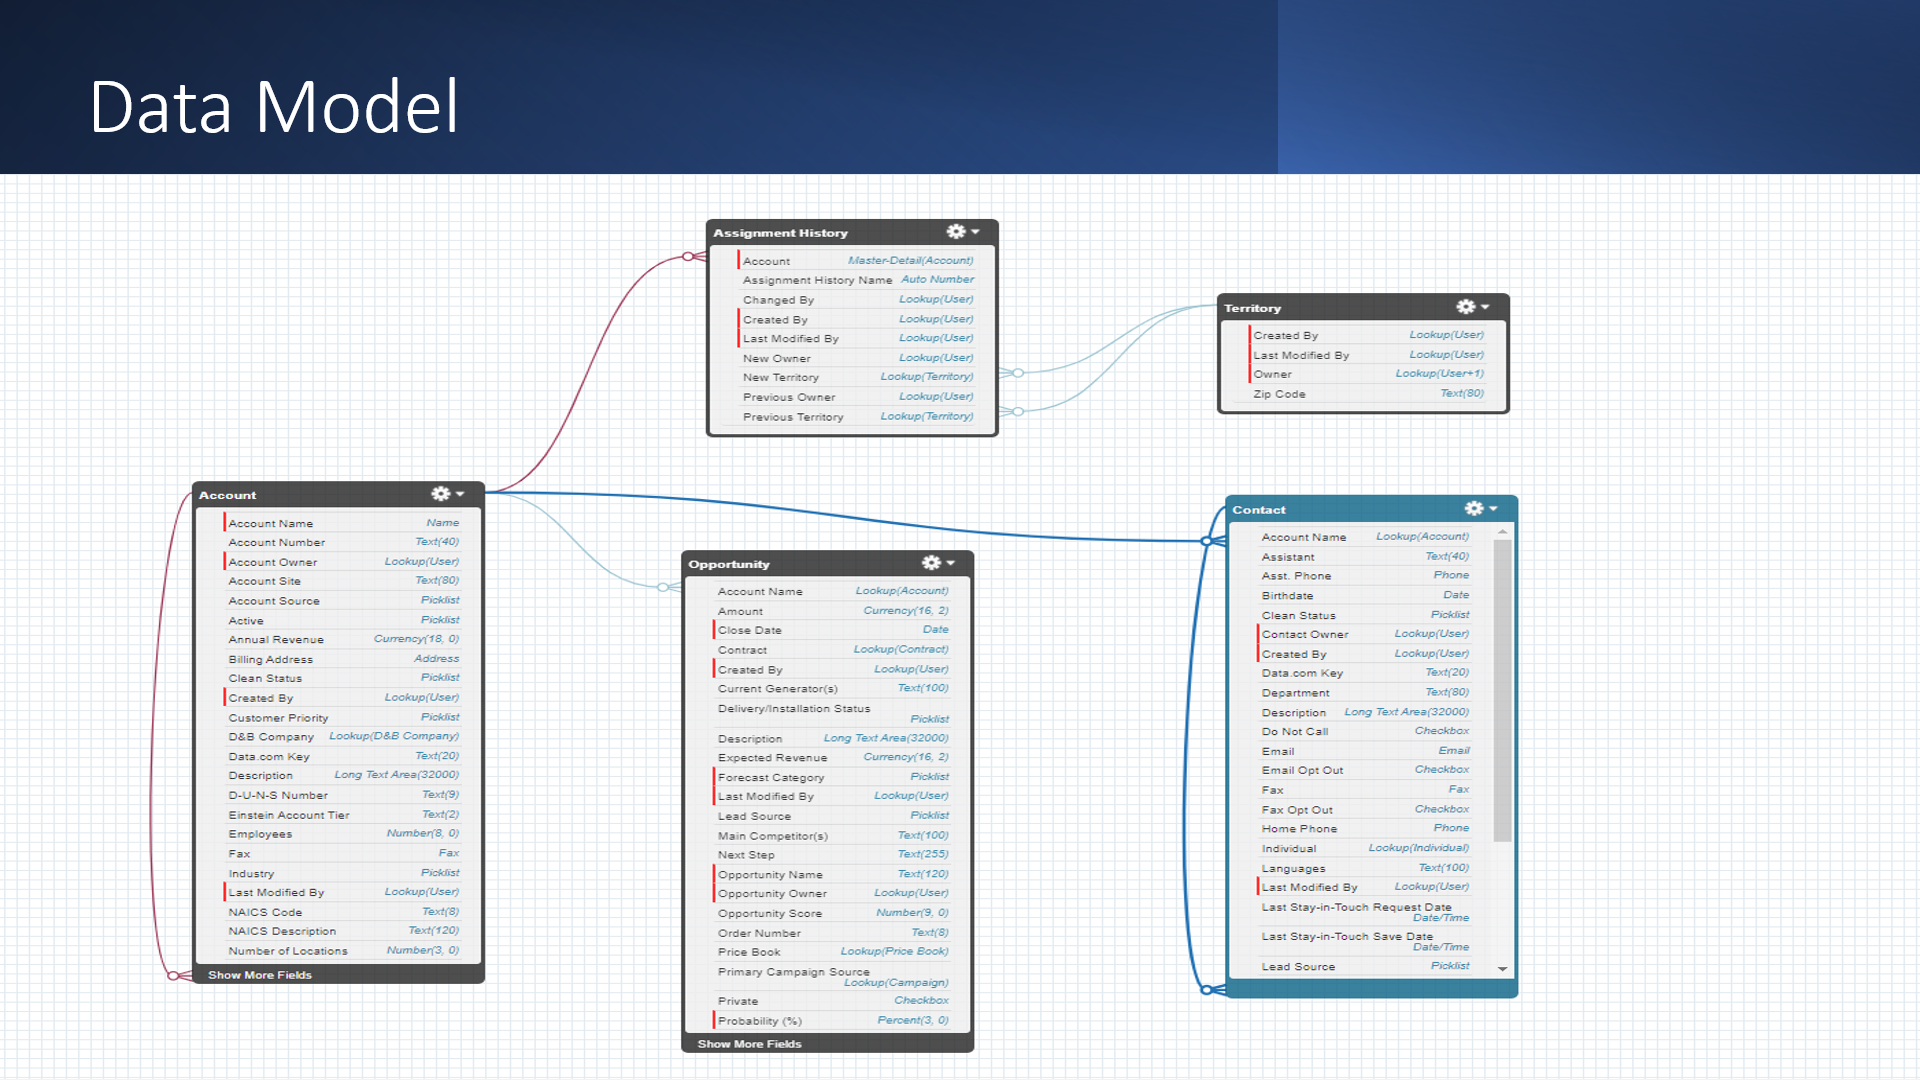 Data Model
Assignment History
Account Master-Detail(Account)
Assignment History Name Auto Number
Changed By Lookup(User)
Created By Lookup(User)
Last Modified By Lookup(User)
New Owner Lookup(User)
New Territory Lookup(Territory)
Previous Owner Lookup(User)
Previous Territory Lookup(Territory)
Territory
Created By Lookup(User)
Last Modified By Lookup(User)
Owner Lookup(User+1)
Zip Code Text(80)
Account
Account Name Name
Account Number Text(40)
Account Owner Lookup(User)
Account Site Text(80)
Account Source Picklist
Active Picklist
Annual Revenue Currency(18, 0)
Billing Address Address
Clean Status Picklist
Created By Lookup(User)
Customer Priority Picklist
D&B Company Lookup(D&B Company)
Data.com Key Text(20)
Description Long Text Area(32000)
D-U-N-S Number Text(9)
Einstein Account Tier Text(2)
Employees Number(8, 0)
Fax Fax
Industry Picklist
Last Modified By Lookup(User)
NAICS Code Text(8)
NAICS Description Text(120)
Number of Locations Number(3, 0)
Show More Fields
Opportunity
Account Name Lookup(Account)
Amount Currency(16, 2)
Close Date Date
Contract Lookup(Contract)
Created By Lookup(User)
Current Generator(s) Text(100)
Delivery/Installation Status
Picklist
Description Long Text Area(32000)
Expected Revenue Currency(16, 2)
Forecast Category Picklist
Last Modified By Lookup(User)
Lead Source Picklist
Main Competitor(s) Text(100)
Next Step Text(255)
Opportunity Name Text(120)
Opportunity Owner Lookup(User)
Opportunity Score Number(9, 0)
Order Number Text(8)
Price Book Lookup(Price Book)
Primary Campaign Source
Lookup(Campaign)
Private Checkbox
Probability (%) Percent(3, 0)
Show More Fields
Contact
Account Name Lookup(Account)
Assistant Text(40)
Asst. Phone Phone
Birthdate Date
Clean Status Picklist
Contact Owner Lookup(User)
Created By Lookup(User)
Data.com Key Text(20)
Department Text(80)
Description Long Text Area(32000)
Do Not Call Checkbox
Email Email
Email Opt Out Checkbox
Fax Fax
Fax Opt Out Checkbox
Home Phone Phone
Individual Lookup(Individual)
Languages Text(100)
Last Modified By Lookup(User)
Last Stay-in-Touch Request Date
Date/Time
Last Stay-in-Touch Save Date
Date/Time
Lead Source Picklist